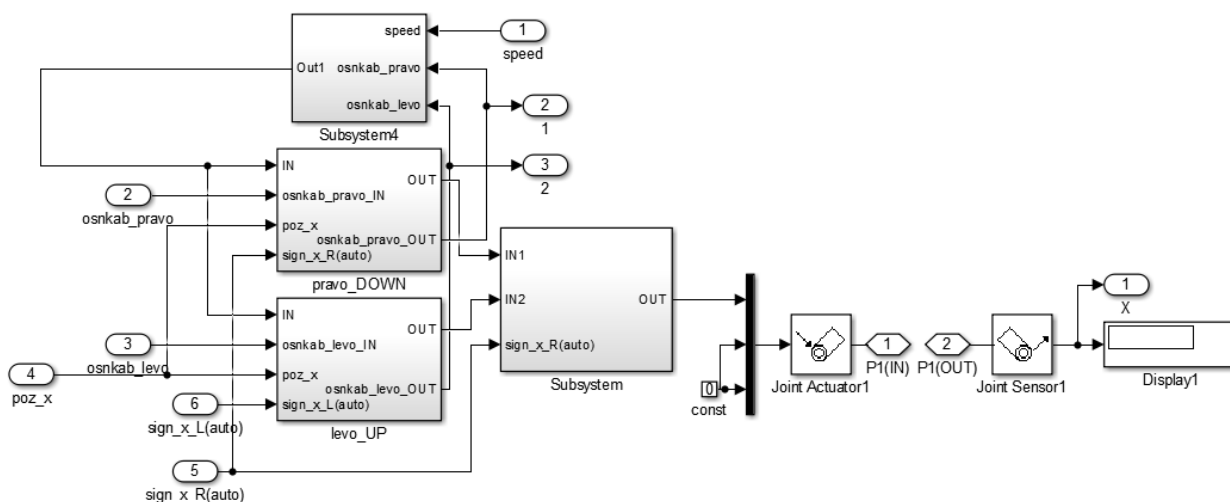 speed
Out1
osnkab_pravo
osnkab_levo
Subsystem4
1
speed
2
1
3
2
IN
OUT
osnkab_pravo_IN
poz_x
osnkab_pravo_OUT
sign_x_R(auto)
pravo_DOWN
2
osnkab_pravo
IN
OUT
osnkab_levo_IN
poz_x
osnkab_levo_OUT
sign_x_L(auto)
levo_UP
3
osnkab_levo
4
poz_x
6
sign_x_L(auto)
5
sign_x_R(auto)
IN1
IN2
OUT
sign_x_R(auto)
Subsystem
0
const
Joint Actuator1
1
P1(IN)
2
P1(OUT)
Joint Sensor1
1
X
Display1